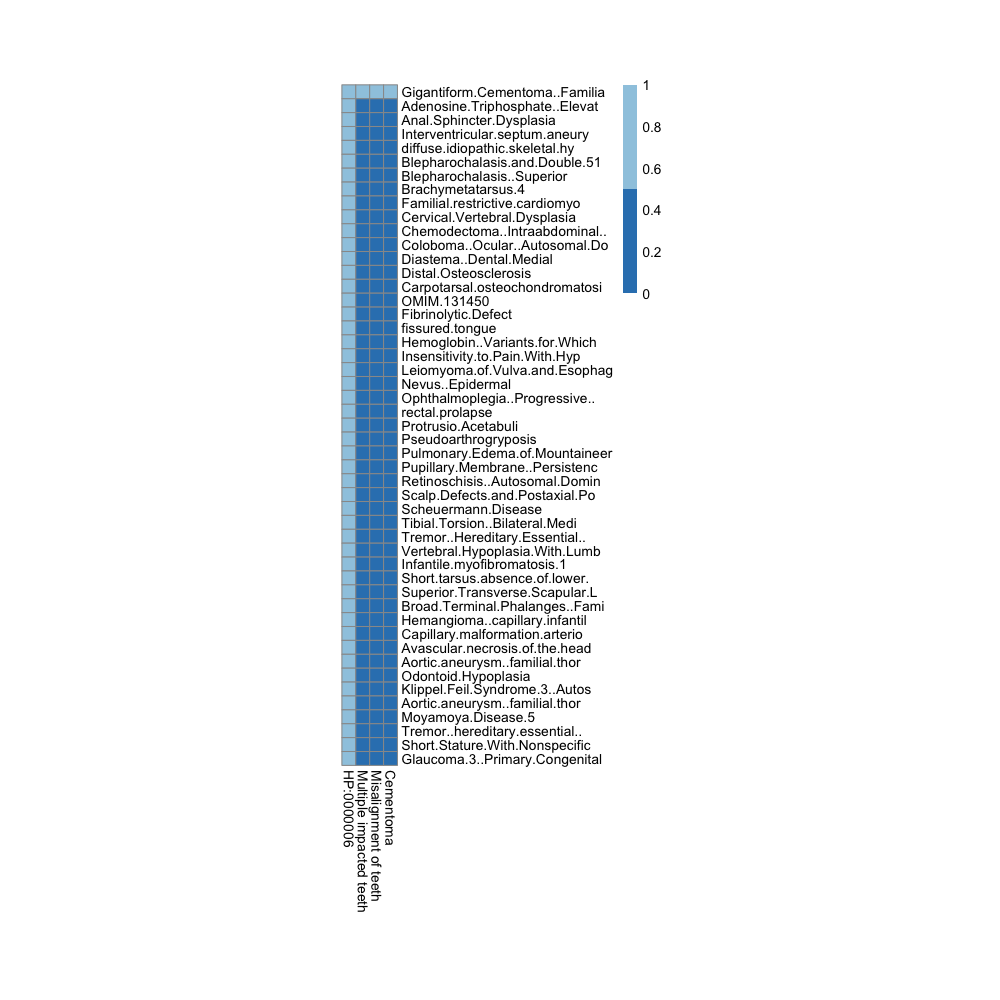 Gigantiform.Cementoma..Familia
Adenosine.Triphosphate..Elevat
Anal.Sphincter.Dysplasia
Interventricular.septum.aneury
diffuse.idiopathic.skeletal.hy
Blepharochalasis.and.Double.51
Blepharochalasis..Superior
Brachymetatarsus.4
Familial.restrictive.cardiomyo
Cervical.Vertebral.Dysplasia
Chemodectoma..Intraabdominal..
Coloboma..Ocular..Autosomal.Do
Diastema..Dental.Medial
Distal.Osteosclerosis
Carpotarsal.osteochondromatosi
OMIM.131450
Fibrinolytic.Defect
fissured.tongue
Hemoglobin..Variants.for.Which
Insensitivity.to.Pain.With.Hyp
Leiomyoma.of.Vulva.and.Esophag
Nevus..Epidermal
Ophthalmoplegia..Progressive..
rectal.prolapse
Protrusio.Acetabuli
Pseudoarthrogryposis
Pulmonary.Edema.of.Mountaineer
Pupillary.Membrane..Persistenc
Retinoschisis..Autosomal.Domin
Scalp.Defects.and.Postaxial.Po
Scheuermann.Disease
Tibial.Torsion..Bilateral.Medi
Tremor..Hereditary.Essential..
Vertebral.Hypoplasia.With.Lumb
Infantile.myofibromatosis.1
Short.tarsus.absence.of.lower.
Superior.Transverse.Scapular.L
Broad.Terminal.Phalanges..Fami
Hemangioma..capillary.infantil
Capillary.malformation.arterio
Avascular.necrosis.of.the.head
Aortic.aneurysm..familial.thor
Odontoid.Hypoplasia
Klippel.Feil.Syndrome.3..Autos
Aortic.aneurysm..familial.thor
Moyamoya.Disease.5
Tremor..hereditary.essential..
Short.Stature.With.Nonspecific
Glaucoma.3..Primary.Congenital
1
0.8
0.6
0.4
0.2
0
HP:0000006
Multiple impacted teeth
Misalignment of teeth
Cementoma